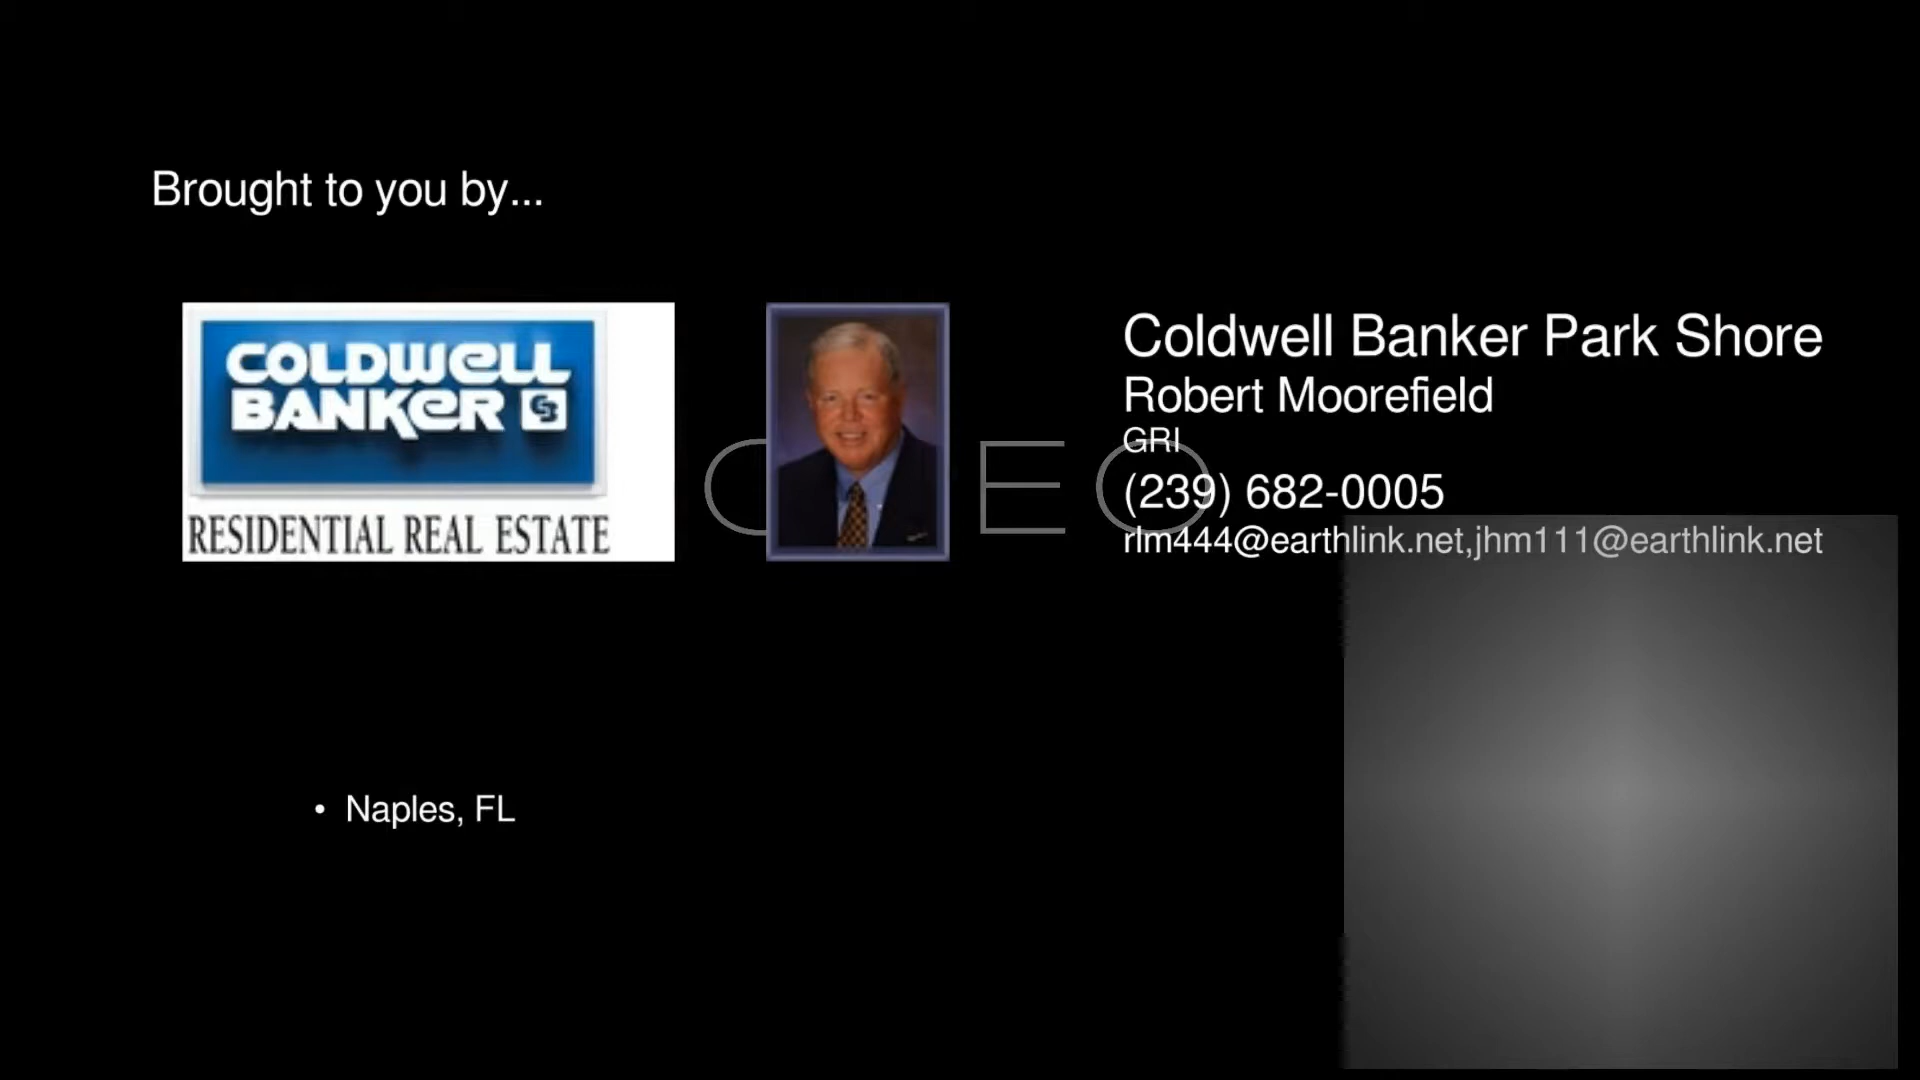 Brought to you by...
COLDWELL
BANKER CB
RESIDENTIAL REAL ESTATE
Coldwell Banker Park Shore
Robert Moorefield
GRI
(239) 682-0005
rlm444@earthlink.net,jhm111@earthlink.net
• Naples, FL